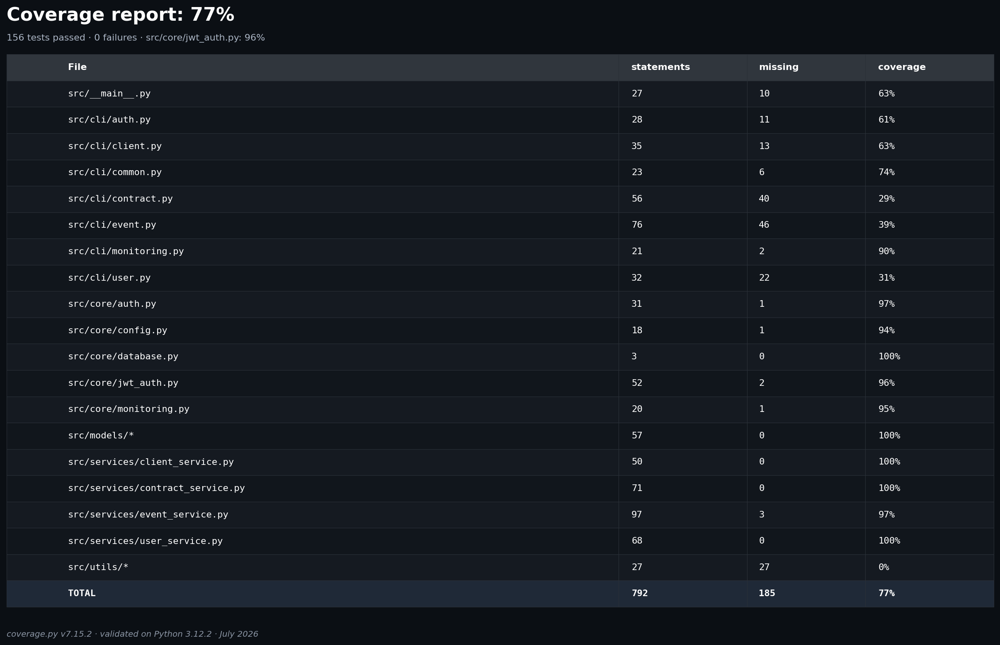 Coverage report: 77%
156 tests passed · 0 failures · src/core/jwt_auth.py: 96%
File statements missing coverage
src/__main__.py 27 10 63%
src/cli/auth.py 28 11 61%
src/cli/client.py 35 13 63%
src/cli/common.py 23 6 74%
src/cli/contract.py 56 40 29%
src/cli/event.py 76 46 39%
src/cli/monitoring.py 21 2 90%
src/cli/user.py 32 22 31%
src/core/auth.py 31 1 97%
src/core/config.py 18 1 94%
src/core/database.py 3 0 100%
src/core/jwt_auth.py 52 2 96%
src/core/monitoring.py 20 1 95%
src/models/* 57 0 100%
src/services/client_service.py 50 0 100%
src/services/contract_service.py 71 0 100%
src/services/event_service.py 97 3 97%
src/services/user_service.py 68 0 100%
src/utils/* 27 27 0%
TOTAL 792 185 77%
coverage.py v7.15.2 · validated on Python 3.12.2 · July 2026